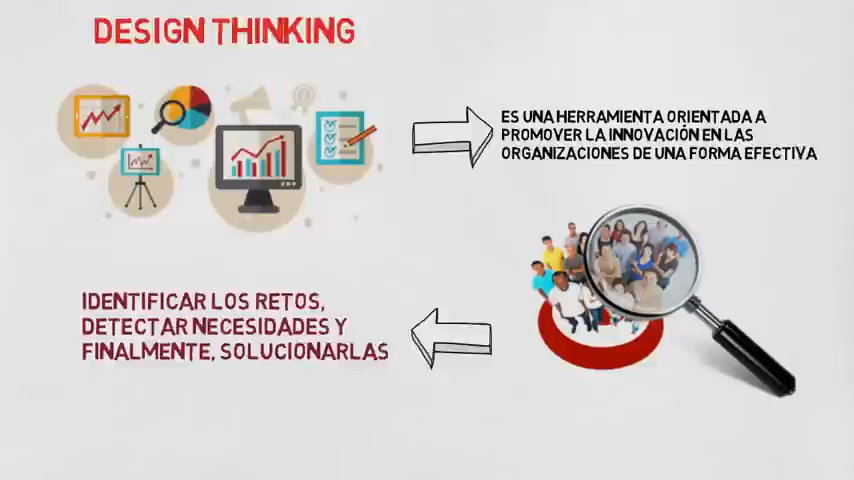 DESIGN THINKING
ES UNA HERRAMIENTA ORIENTADA A
PROMOVER LA INNOVACIÓN EN LAS
ORGANIZACIONES DE UNA FORMA EFECTIVA
IDENTIFICAR LOS RETOS,
DETECTAR NECESIDADES Y
FINALMENTE, SOLUCIONARLAS